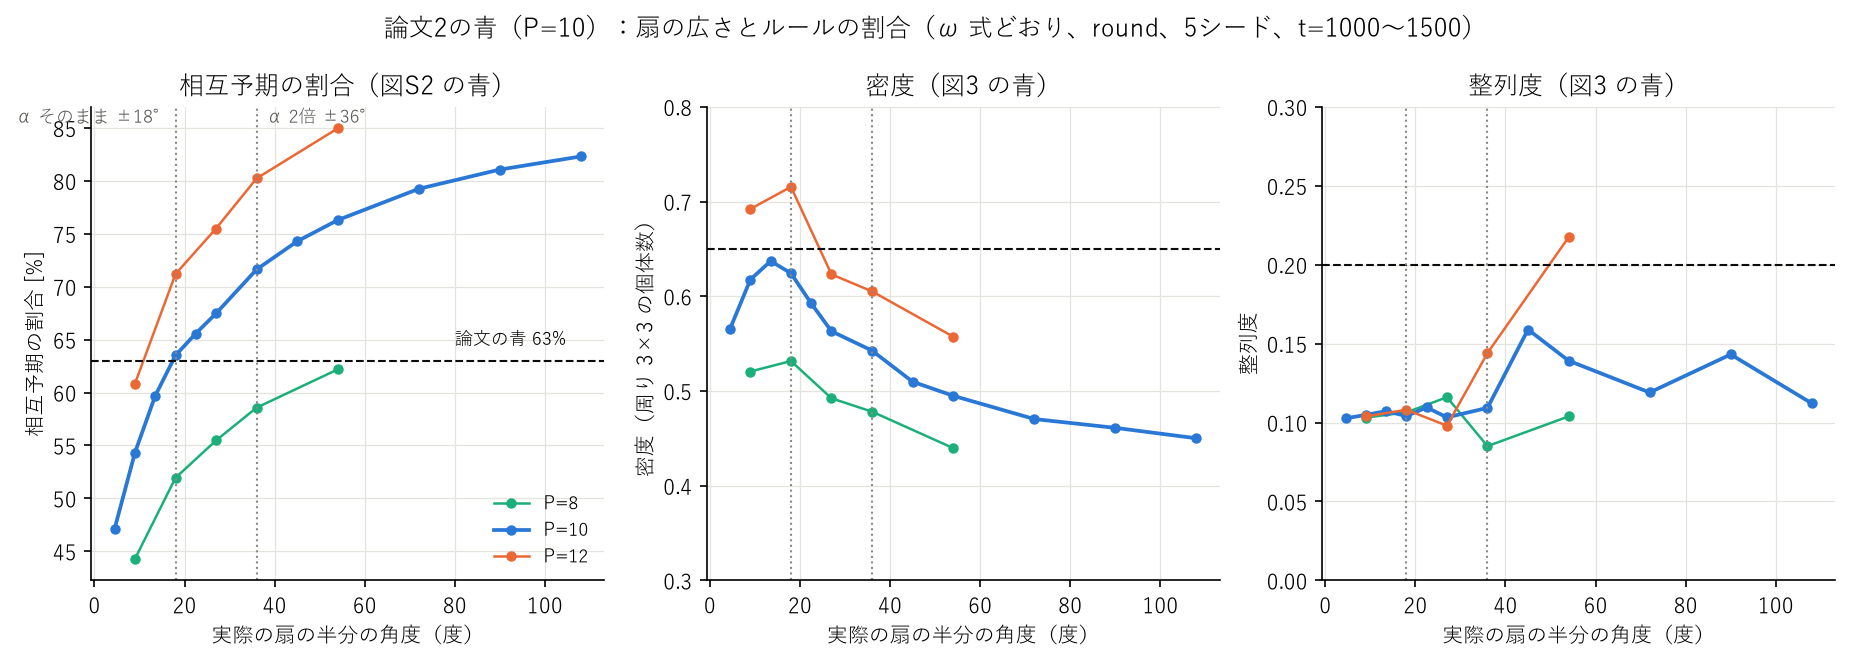 論文2の青（P=10）：扇の広さとルールの割合（ω 式どおり、round、5シード、t=1000〜1500）
相互予期の割合（図S2 の青）
α そのまま ±18°
α 2倍 ±36°
相互予期の割合 [%]
85
80
75
70
65
60
55
50
45
論文の青 63%
P=8
P=10
P=12
0 20 40 60 80 100
実際の扇の半分の角度（度）
密度（図3 の青）
密度（周り 3×3 の個体数）
0.8
0.7
0.6
0.5
0.4
0.3
0 20 40 60 80 100
実際の扇の半分の角度（度）
整列度（図3 の青）
整列度
0.30
0.25
0.20
0.15
0.10
0.05
0.00
0 20 40 60 80 100
実際の扇の半分の角度（度）